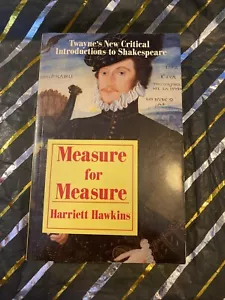 Twayne's New Critical
Introductions to Shakespeare
Measure
for
Measure
Harriett Hawkins